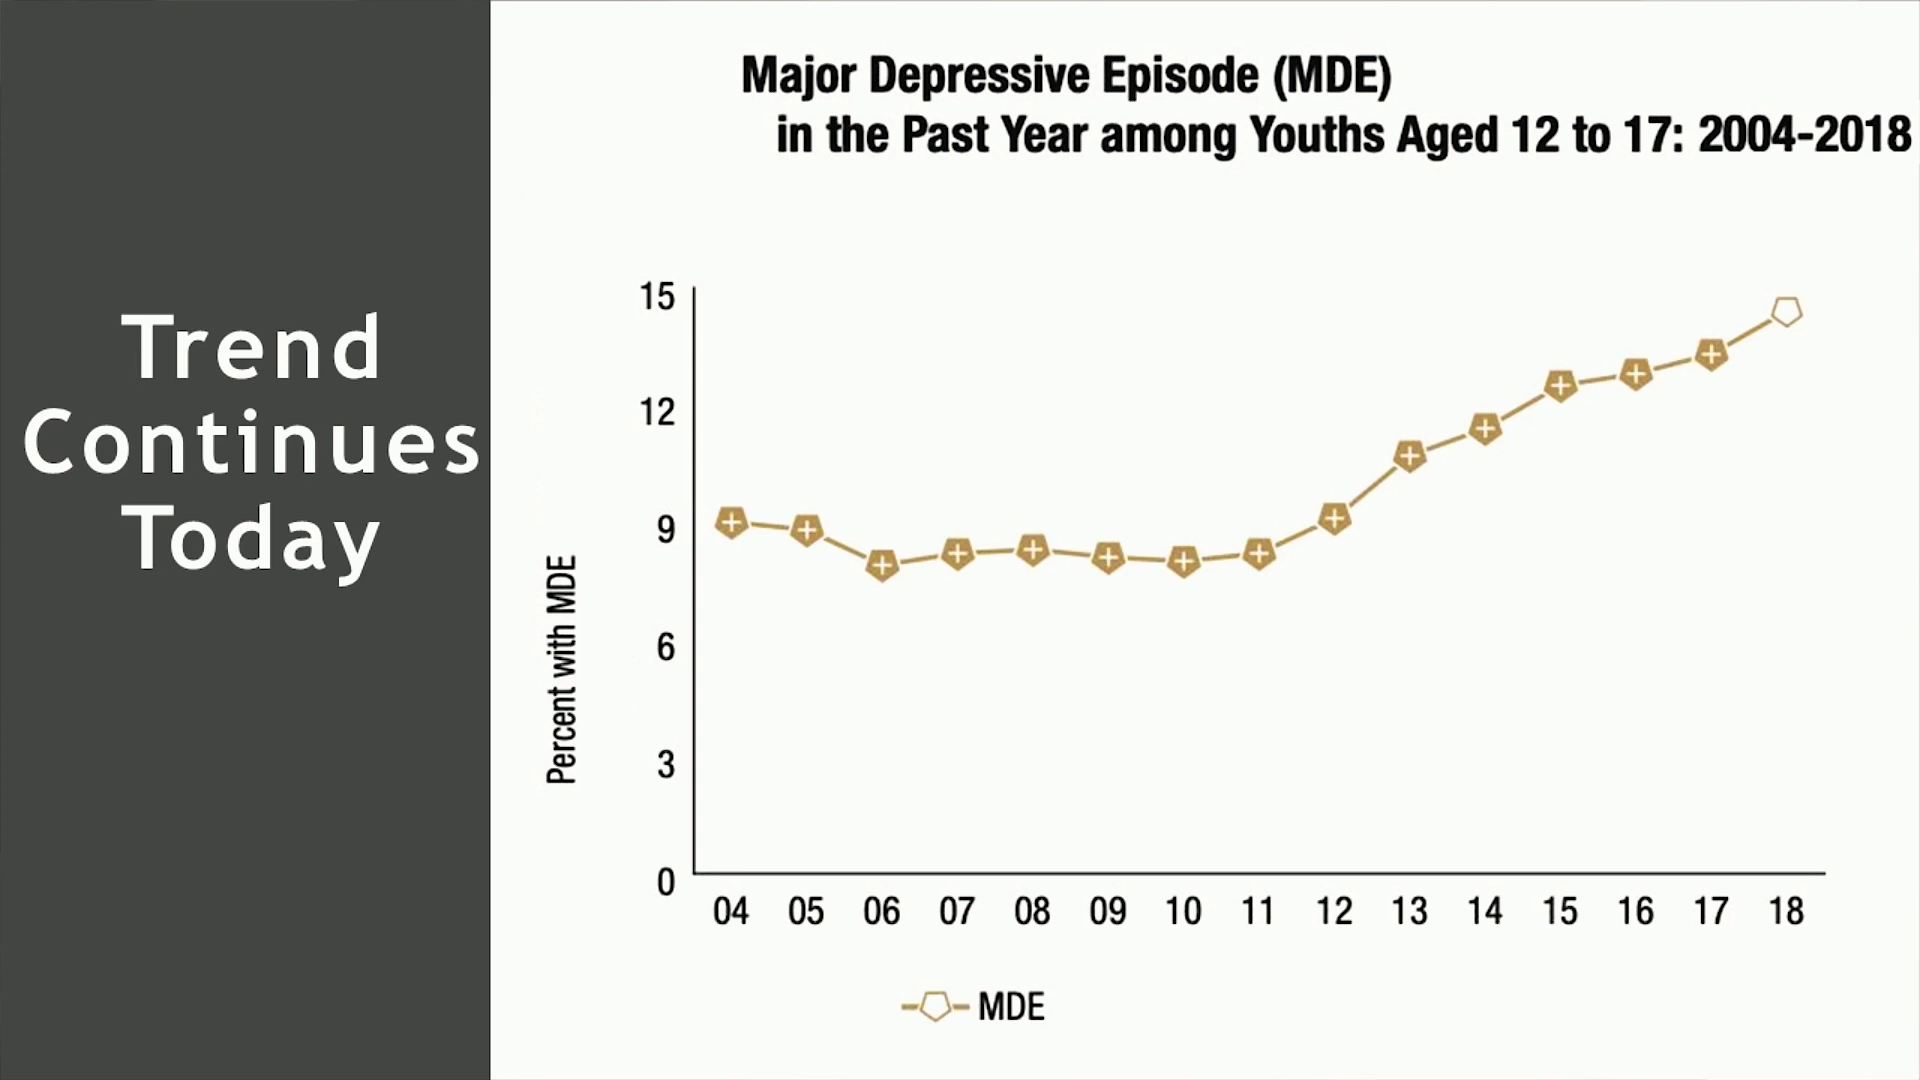 Trend
Continues
Today
Major Depressive Episode (MDE)
in the Past Year among Youths Aged 12 to 17: 2004-2018
Percent with MDE
15
12
9
6
3
0
04 05 06 07 08 09 10 11 12 13 14 15 16 17 18
MDE